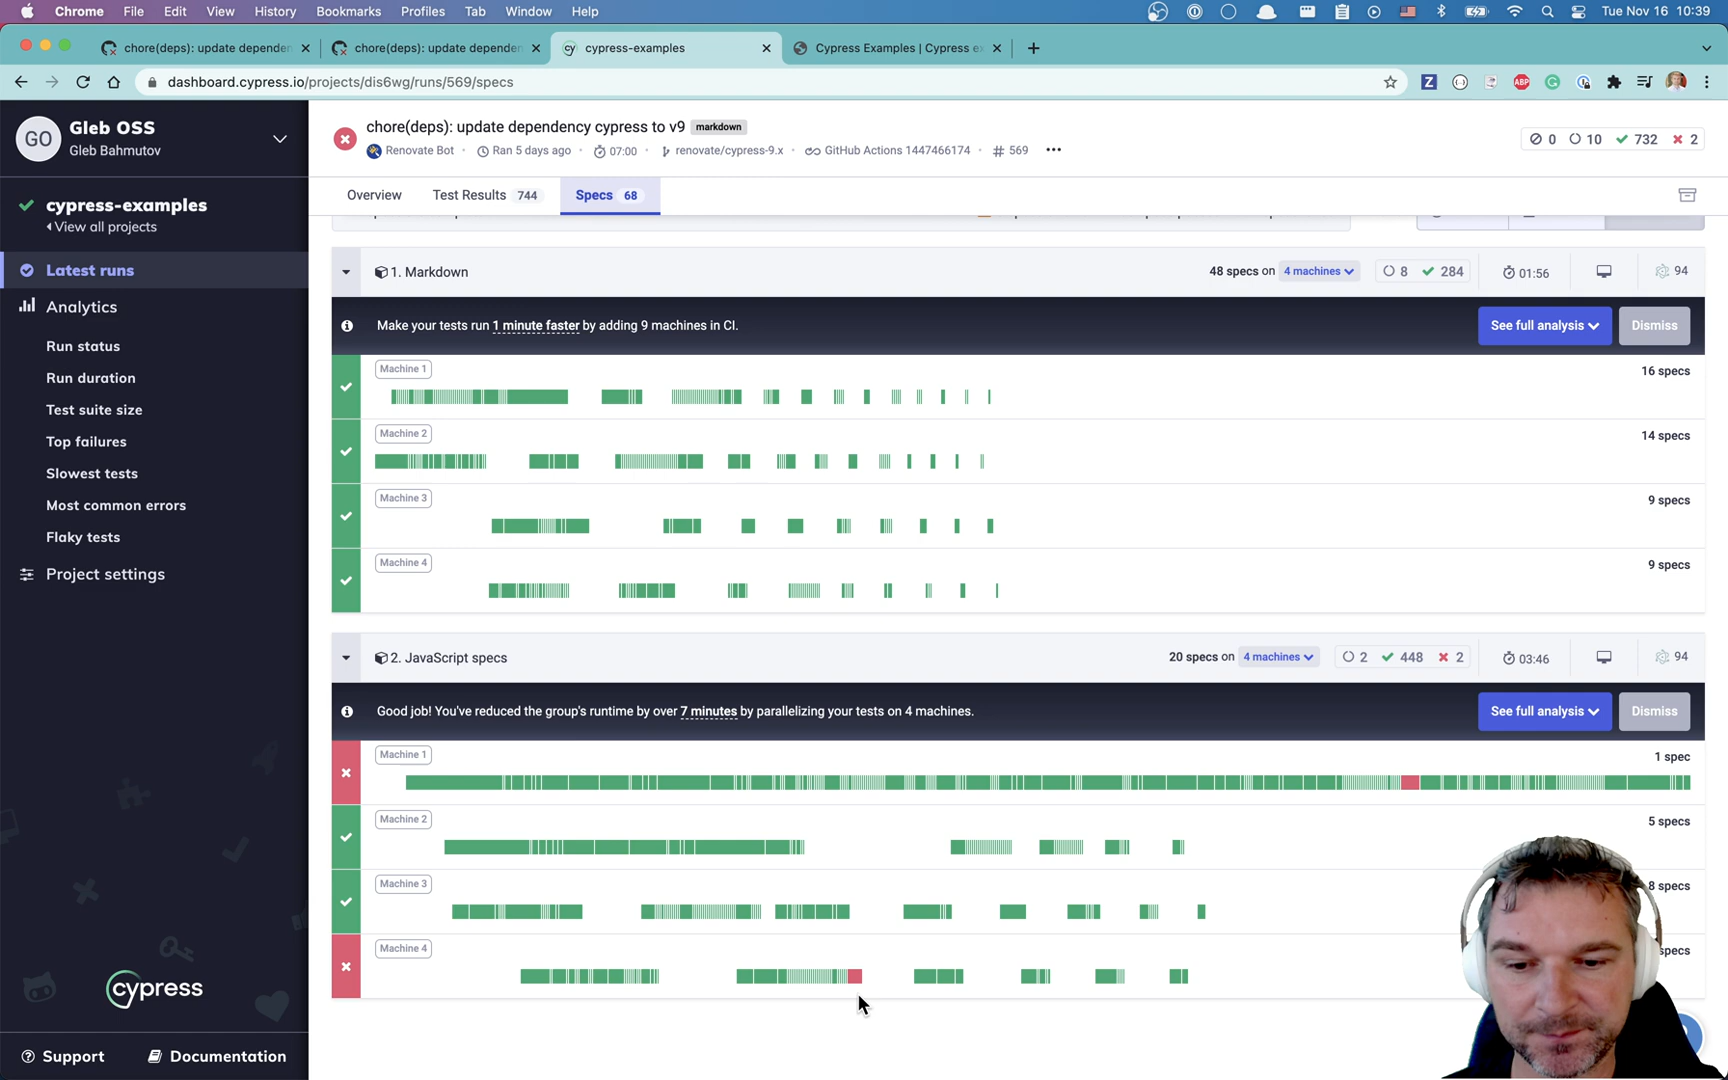 Chrome File Edit View History Bookmarks Profiles Tab Window Help Tue Nov 16 10:39
chore(deps): update dependen chore(deps): update dependen cypress-examples Cypress Examples | Cypress ex
dashboard.cypress.io/projects/dis6wg/runs/569/specs
GO Gleb OSS
Gleb Bahmutov
cypress-examples
View all projects
Latest runs
Analytics
Run status
Run duration
Test suite size
Top failures
Slowest tests
Most common errors
Flaky tests
Project settings
cypress
Support Documentation
chore(deps): update dependency cypress to v9 markdown
Renovate Bot Ran 5 days ago 07:00 renovate/cypress-9.x GitHub Actions 1447466174 # 569
0 10 732 2
Overview Test Results 744 Specs 68
1. Markdown 48 specs on 4 machines 8 284 01:56 94
Make your tests run 1 minute faster by adding 9 machines in CI. See full analysis Dismiss
Machine 1 16 specs
Machine 2 14 specs
Machine 3 9 specs
Machine 4 9 specs
2. JavaScript specs 20 specs on 4 machines 2 448 2 03:46 94
Good job! You've reduced the group's runtime by over 7 minutes by parallelizing your tests on 4 machines. See full analysis Dismiss
Machine 1 1 spec
Machine 2 5 specs
Machine 3 8 specs
Machine 4 specs